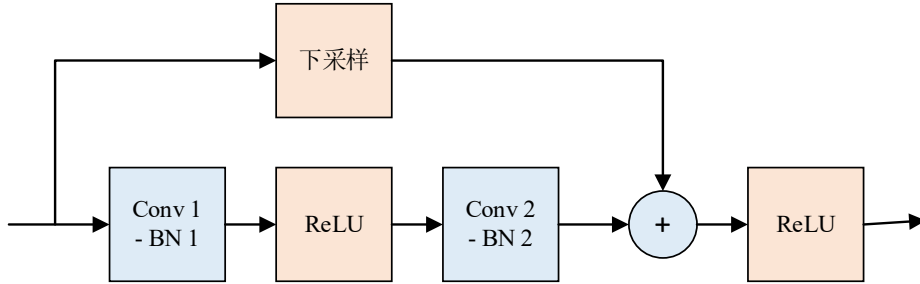 下采样
Conv 1
- BN 1
ReLU
Conv 2
- BN 2
+
ReLU